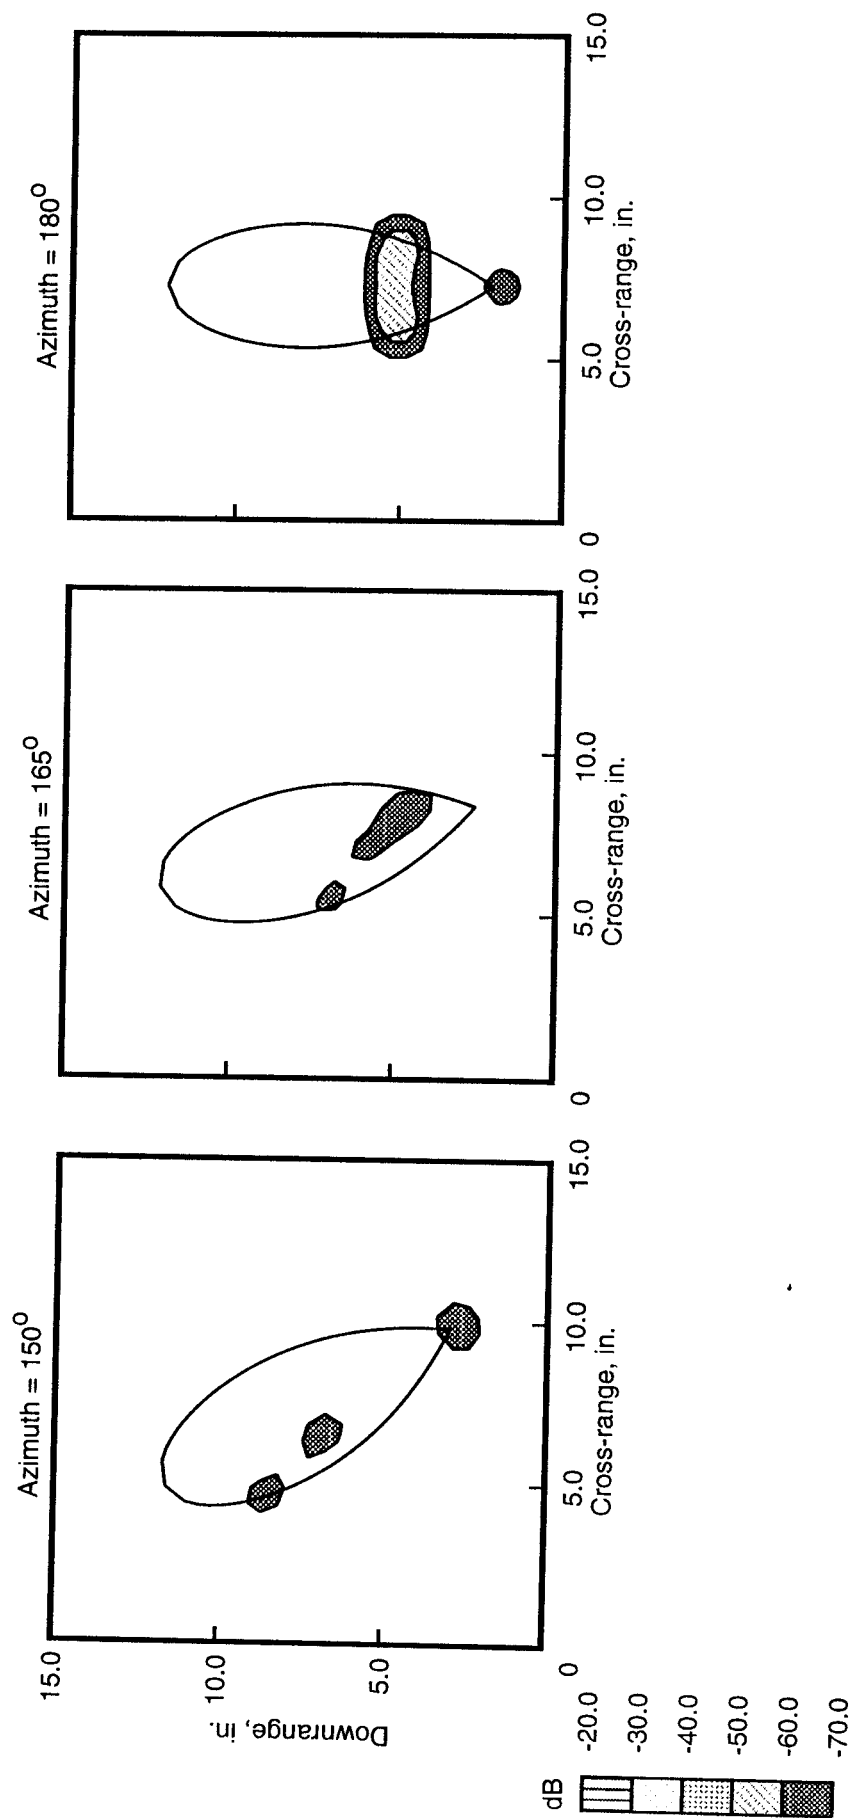 Azimuth = 150°
15.0
10.0
5.0
Downrange, in.
0
5.0
10.0
15.0
Cross-range, in.
Azimuth = 165°
0
5.0
10.0
15.0
Cross-range, in.
Azimuth = 180°
0
5.0
10.0
15.0
Cross-range, in.
dB
-20.0
-30.0
-40.0
-50.0
-60.0
-70.0